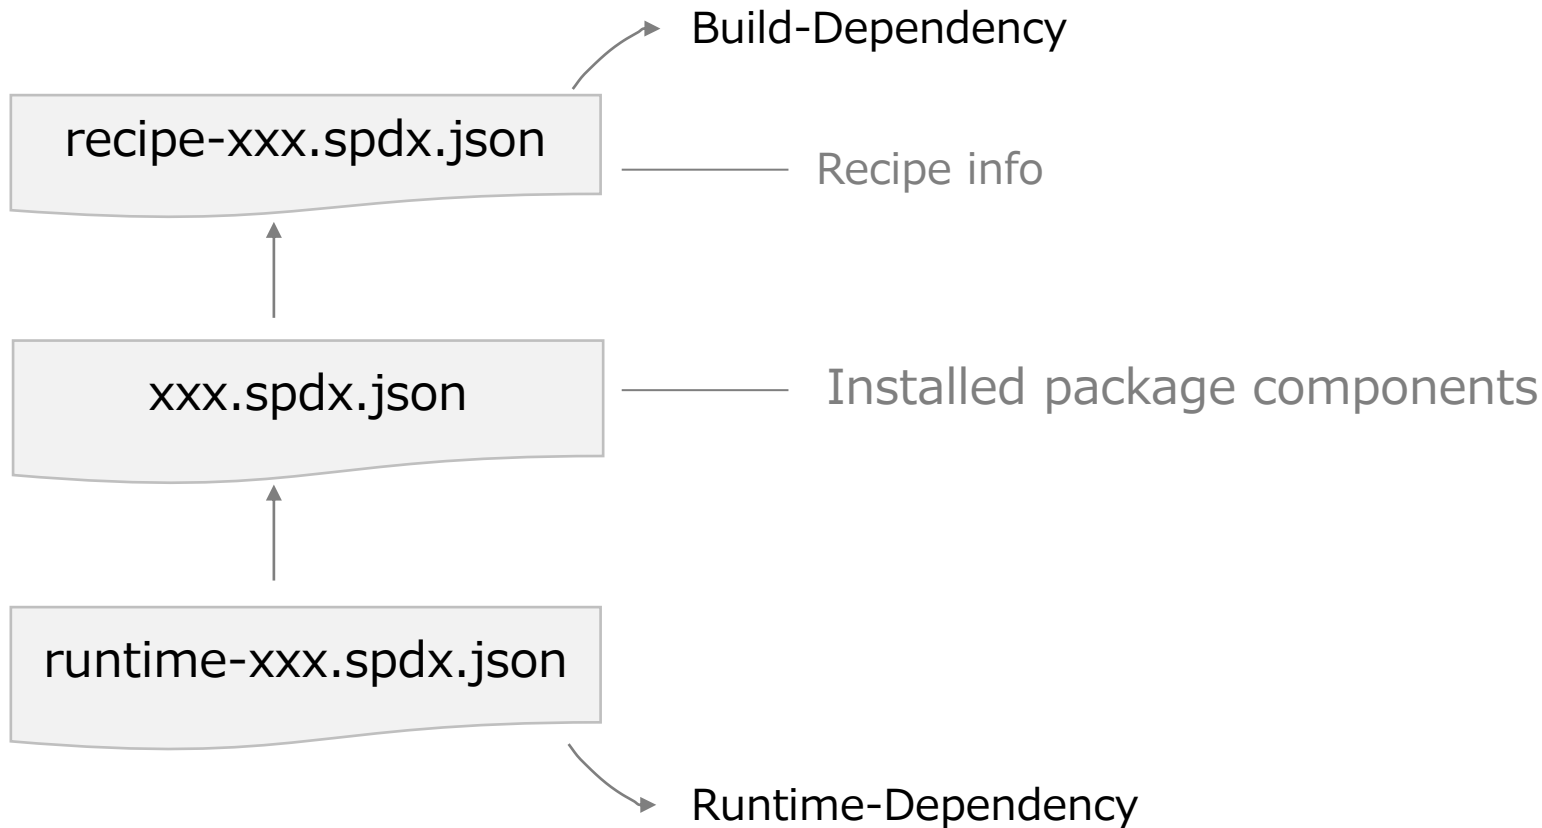 Build-Dependency
recipe-xxx.spdx.json
Recipe info
xxx.spdx.json
Installed package components
runtime-xxx.spdx.json
Runtime-Dependency